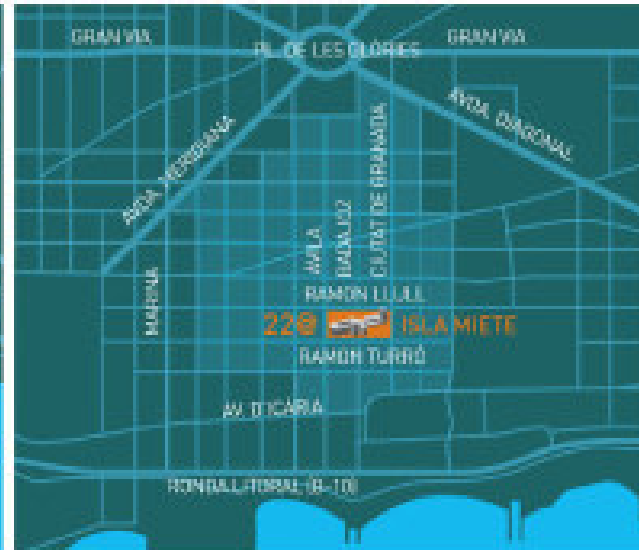 GRAN VIA
GRAN VIA
PL. DE LES GLÒRIES
AVDA. DIAGONAL
AVDA. MERIDIANA
CIUTAT DE GRANADA
BADAJOZ
ÀVILA
MARINA
RAMON LLULL
22@ ISLA MIETE
RAMON TURRÓ
AV. D'ICÀRIA
RONDA LITORAL (B-10)